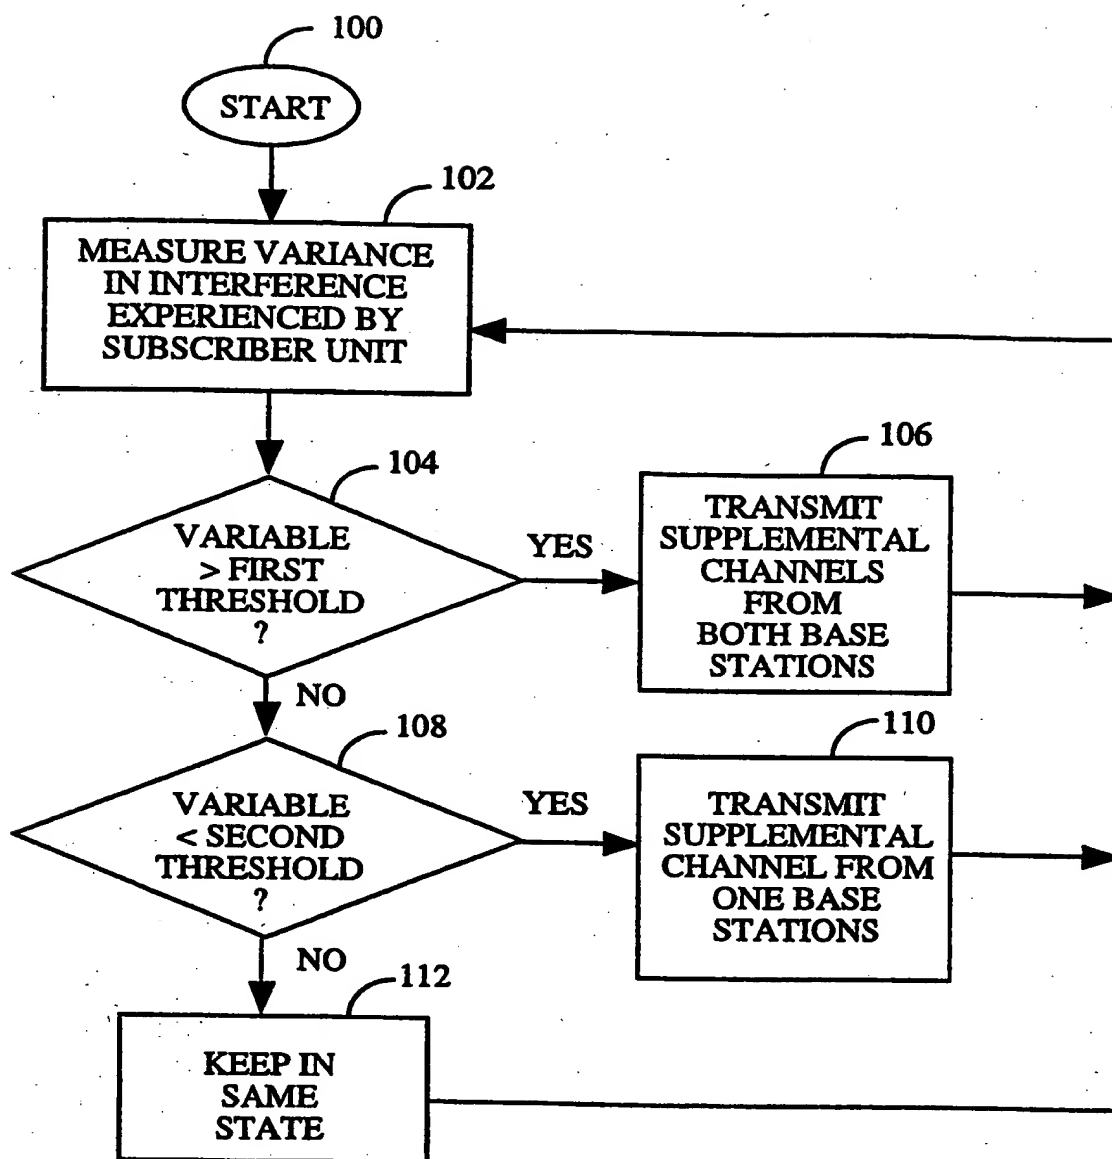 100
START
102
MEASURE VARIANCE
IN INTERFERENCE
EXPERIENCED BY
SUBSCRIBER UNIT
104
VARIABLE
> FIRST
THRESHOLD
?
YES
106
TRANSMIT
SUPPLEMENTAL
CHANNELS
FROM
BOTH BASE
STATIONS
NO
108
VARIABLE
< SECOND
THRESHOLD
?
YES
110
TRANSMIT
SUPPLEMENTAL
CHANNEL FROM
ONE BASE
STATIONS
NO
112
KEEP IN
SAME
STATE